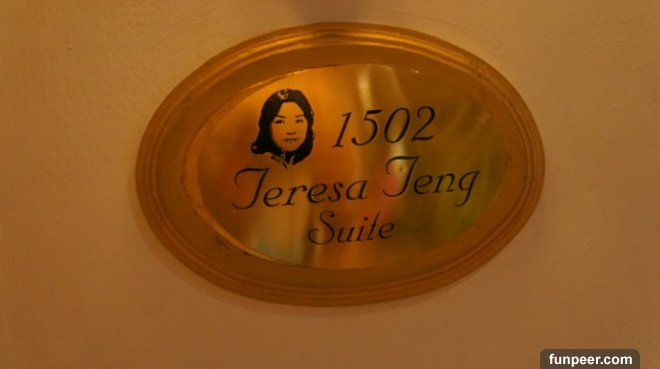 1502
Teresa Teng
Suite
funpeer.com